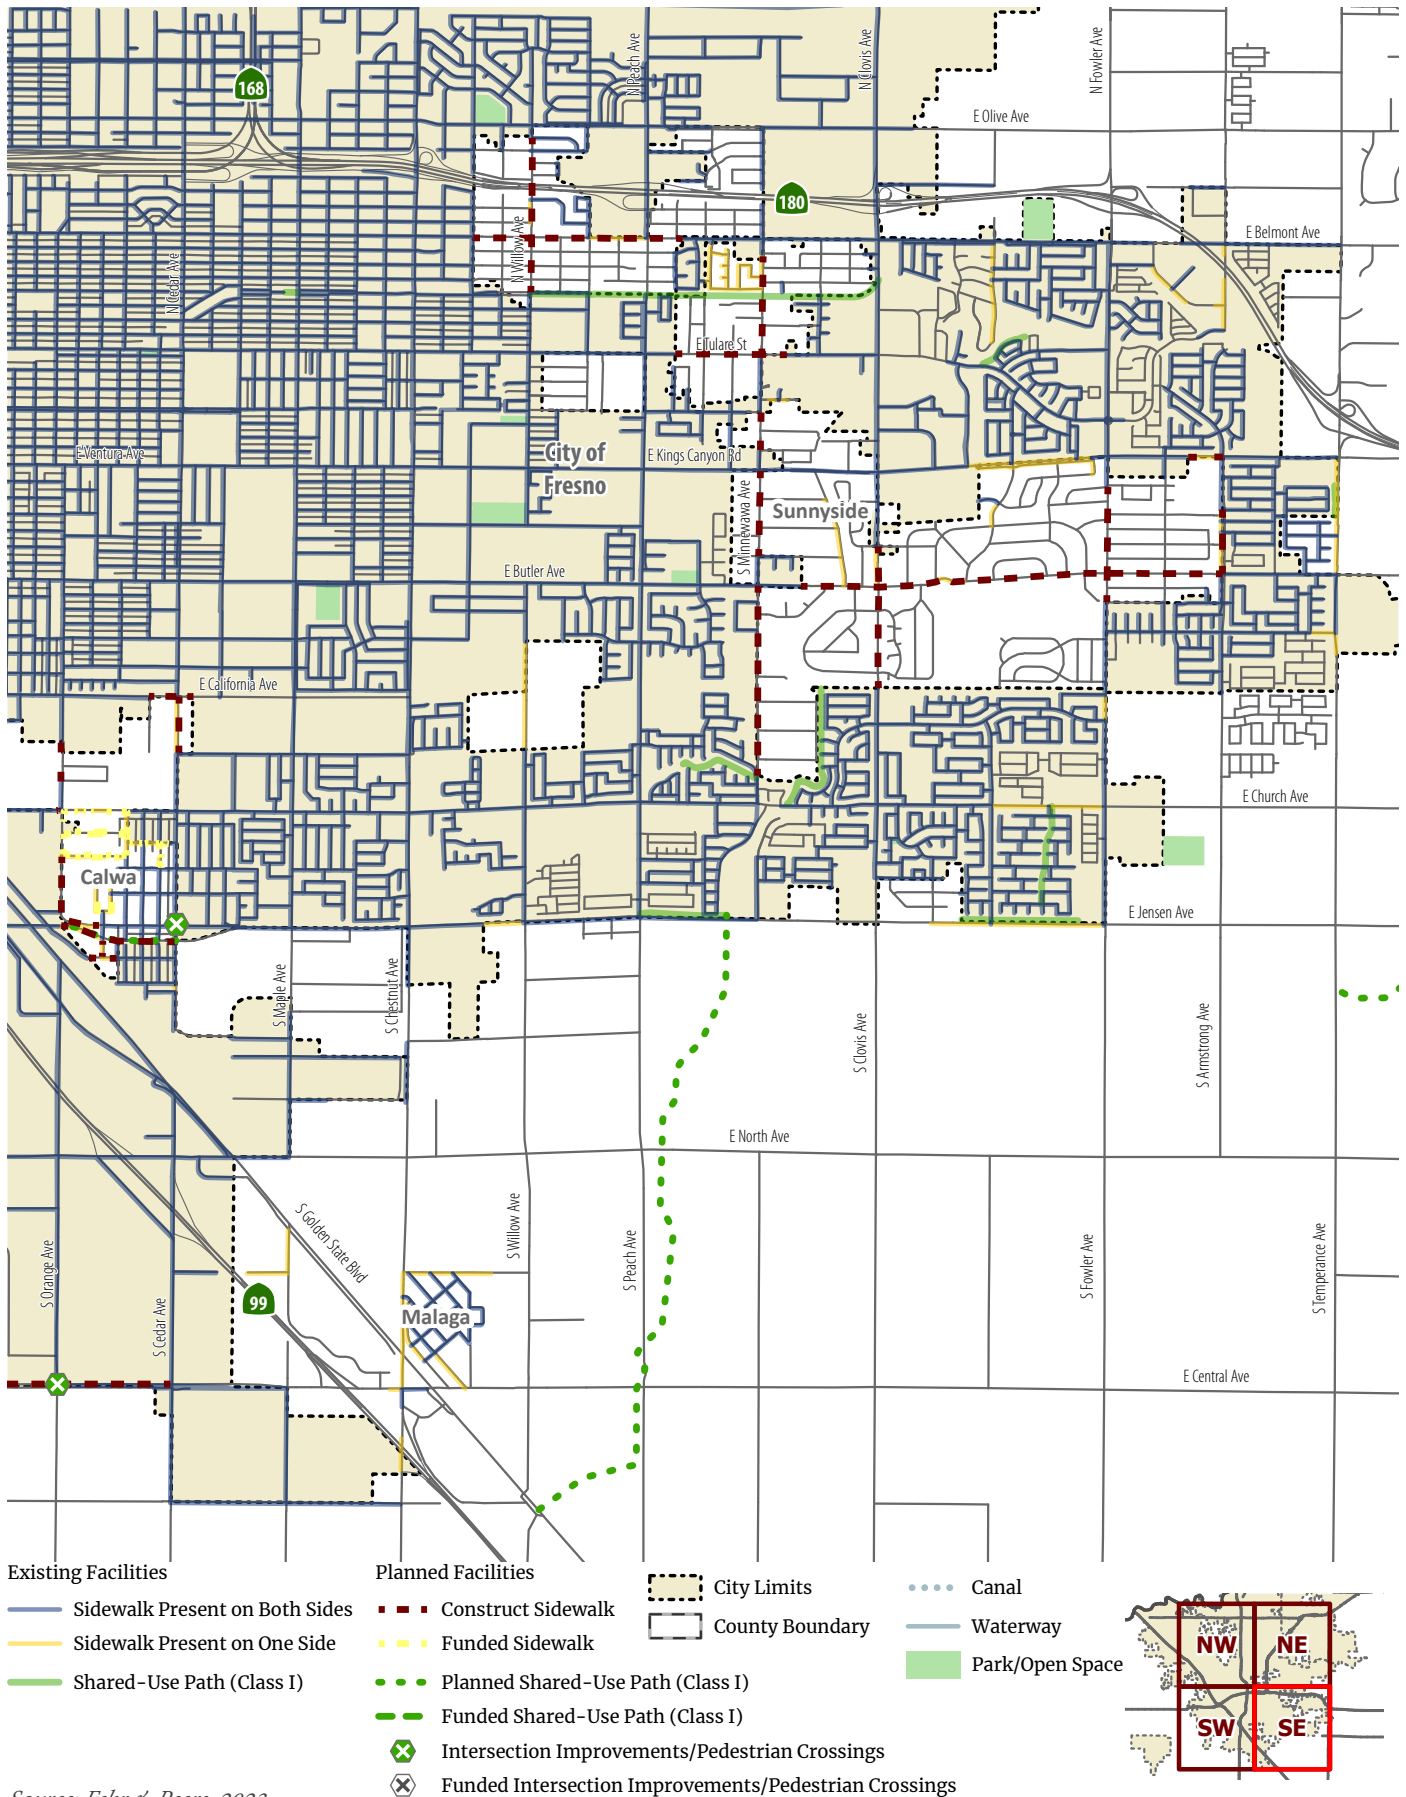 N Peach Ave
N Clovis Ave
N Fowler Ave
168
E Olive Ave
180
E Belmont Ave
N Willow Ave
N Cedar Ave
E Tulare St
E Ventura Ave
City of
Fresno
E Kings Canyon Rd
S Minnewawa Ave
Sunnyside
E Butler Ave
E California Ave
E Church Ave
Calwa
E Jensen Ave
S Maple Ave
S Chestnut Ave
S Clovis Ave
S Armstrong Ave
E North Ave
S Golden State Blvd
S Willow Ave
S Peach Ave
S Orange Ave
S Fowler Ave
S Temperance Ave
99
Malaga
S Cedar Ave
E Central Ave
Existing Facilities
Sidewalk Present on Both Sides
Sidewalk Present on One Side
Shared-Use Path (Class I)
Planned Facilities
Construct Sidewalk
Funded Sidewalk
Planned Shared-Use Path (Class I)
Funded Shared-Use Path (Class I)
Intersection Improvements/Pedestrian Crossings
Funded Intersection Improvements/Pedestrian Crossings
City Limits
County Boundary
Canal
Waterway
Park/Open Space
NW
NE
SW
SE
Source: Fehr & Peers, 2023